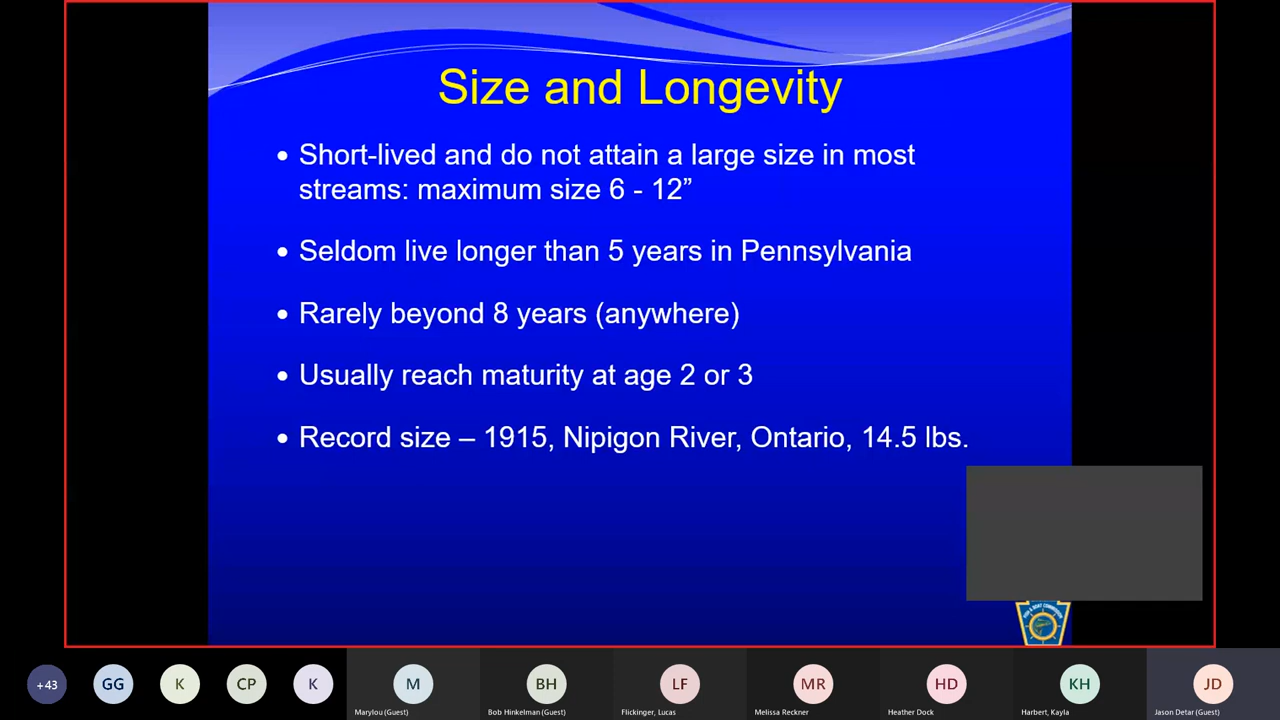 Size and Longevity
• Short-lived and do not attain a large size in most
streams: maximum size 6 - 12”
• Seldom live longer than 5 years in Pennsylvania
• Rarely beyond 8 years (anywhere)
• Usually reach maturity at age 2 or 3
• Record size – 1915, Nipigon River, Ontario, 14.5 lbs.
+43 GG K CP K M BH LF MR HD KH JD
Marylou (Guest) Bob Hinkelman (Guest) Flickinger, Lucas Melissa Reckner Heather Dock Harbert, Kayla Jason Detar (Guest)